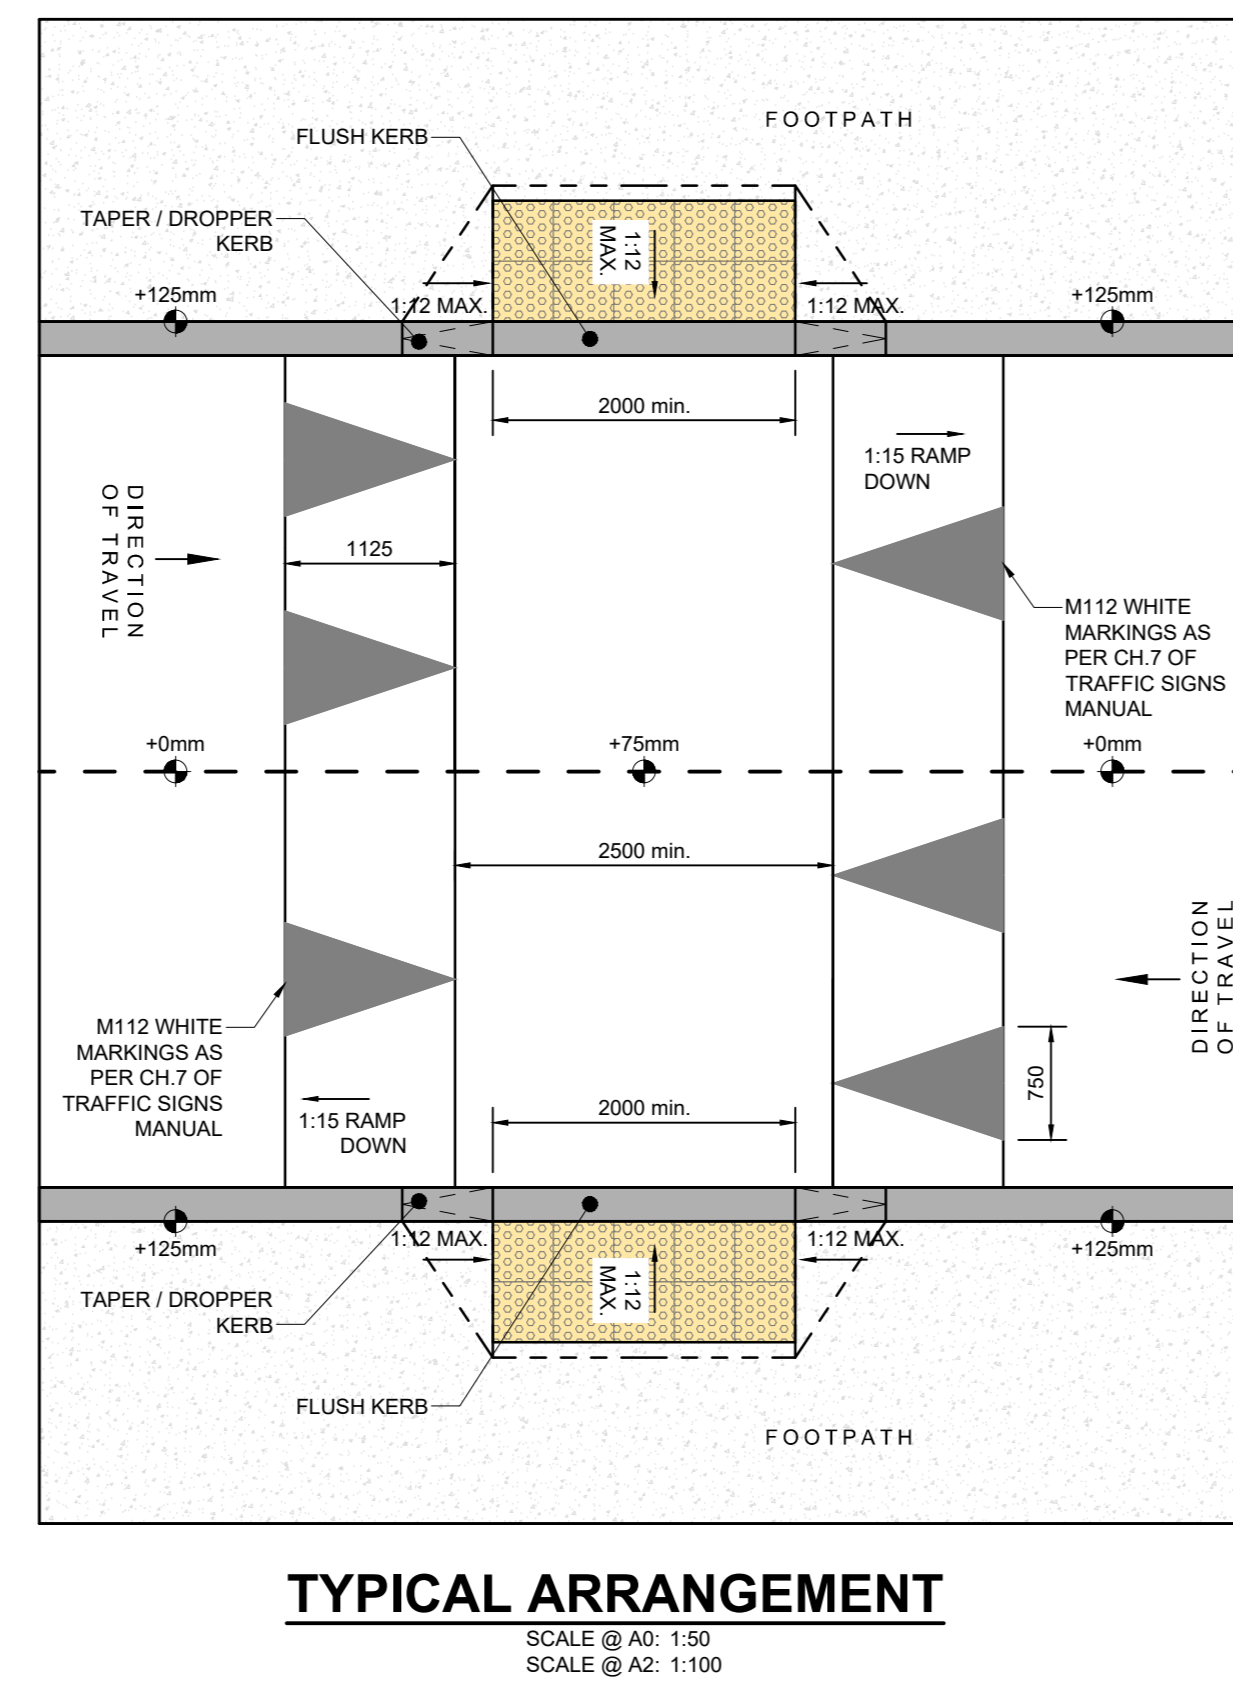 FOOTPATH
FLUSH KERB
TAPER / DROPPER
KERB
1:12
MAX.
+125mm
1:12 MAX.
1:12 MAX.
+125mm
2000 min.
1:15 RAMP
DOWN
DIRECTION
OF TRAVEL
1125
M112 WHITE
MARKINGS AS
PER CH.7 OF
TRAFFIC SIGNS
MANUAL
+0mm
+75mm
+0mm
2500 min.
DIRECTION
OF TRAVEL
M112 WHITE
MARKINGS AS
PER CH.7 OF
TRAFFIC SIGNS
MANUAL
750
1:15 RAMP
DOWN
2000 min.
+125mm
1:12 MAX.
1:12 MAX.
+125mm
1:12
MAX.
TAPER / DROPPER
KERB
FLUSH KERB
FOOTPATH
TYPICAL ARRANGEMENT
SCALE @ A0: 1:50
SCALE @ A2: 1:100